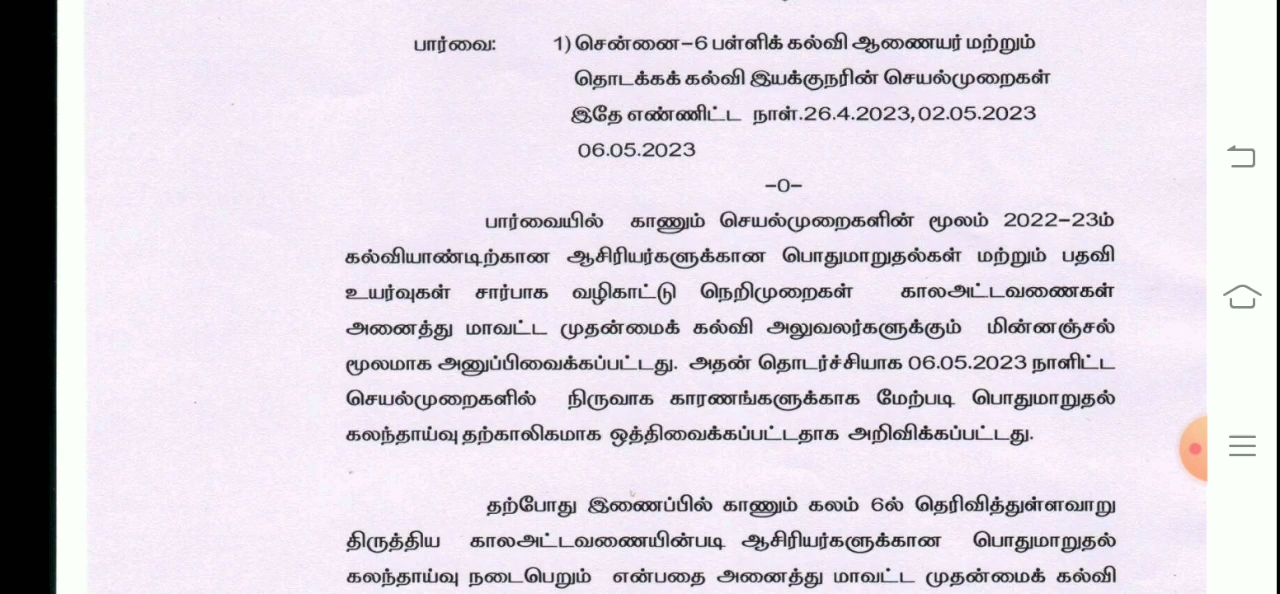 பார்வை: 1) சென்னை-6 பள்ளிக் கல்வி ஆணையர் மற்றும்
தொடக்கக் கல்வி இயக்குநரின் செயல்முறைகள்
இதே எண்ணிட்ட நாள்.26.4.2023,02.05.2023
06.05.2023
-0-
பார்வையில் காணும் செயல்முறைகளின் மூலம் 2022-23ம்
கல்வியாண்டிற்கான ஆசிரியர்களுக்கான பொதுமாறுதல்கள் மற்றும் பதவி
உயர்வுகள் சார்பாக வழிகாட்டு நெறிமுறைகள் காலஅட்டவணைகள்
அனைத்து மாவட்ட முதன்மைக் கல்வி அலுவலர்களுக்கும் மின்னஞ்சல்
மூலமாக அனுப்பிவைக்கப்பட்டது. அதன் தொடர்ச்சியாக 06.05.2023 நாளிட்ட
செயல்முறைகளில் நிருவாக காரணங்களுக்காக மேற்படி பொதுமாறுதல்
கலந்தாய்வு தற்காலிகமாக ஒத்திவைக்கப்பட்டதாக அறிவிக்கப்பட்டது.
தற்போது இணைப்பில் காணும் கலம் 6ல் தெரிவித்துள்ளவாறு
திருத்திய காலஅட்டவணையின்படி ஆசிரியர்களுக்கான பொதுமாறுதல்
கலந்தாய்வு நடைபெறும் என்பதை அனைத்து மாவட்ட முதன்மைக் கல்வி